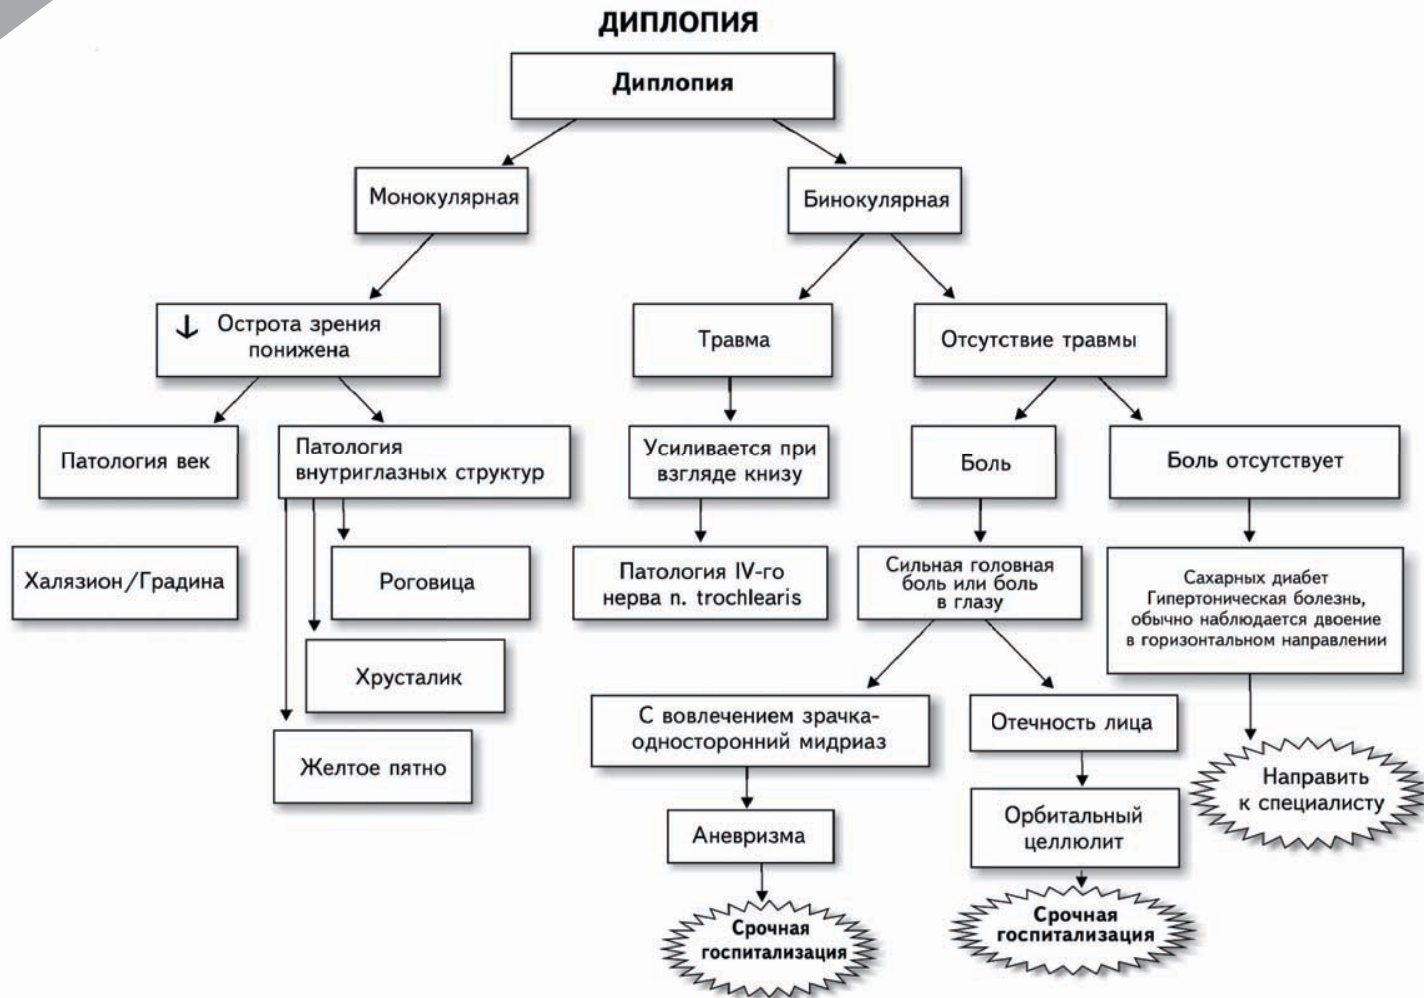 ДИПЛОПИЯ
Диплопия
Монокулярная
Бинокулярная
↓ Острота зрения
понижена
Травма
Отсутствие травмы
Патология век
Патология
внутриглазных структур
Усиливается при
взгляде книзу
Боль
Боль отсутствует
Халязион/Градина
Роговица
Патология IV-го
нерва n. trochlearis
Сильная головная
боль или боль
в глазу
Сахарных диабет
Гипертоническая болезнь,
обычно наблюдается двоение
в горизонтальном направлении
Хрусталик
С вовлечением зрачка-
односторонний мидриаз
Отечность лица
Желтое пятно
Направить
к специалисту
Аневризма
Орбитальный
целлюлит
Срочная
госпитализация
Срочная
госпитализация